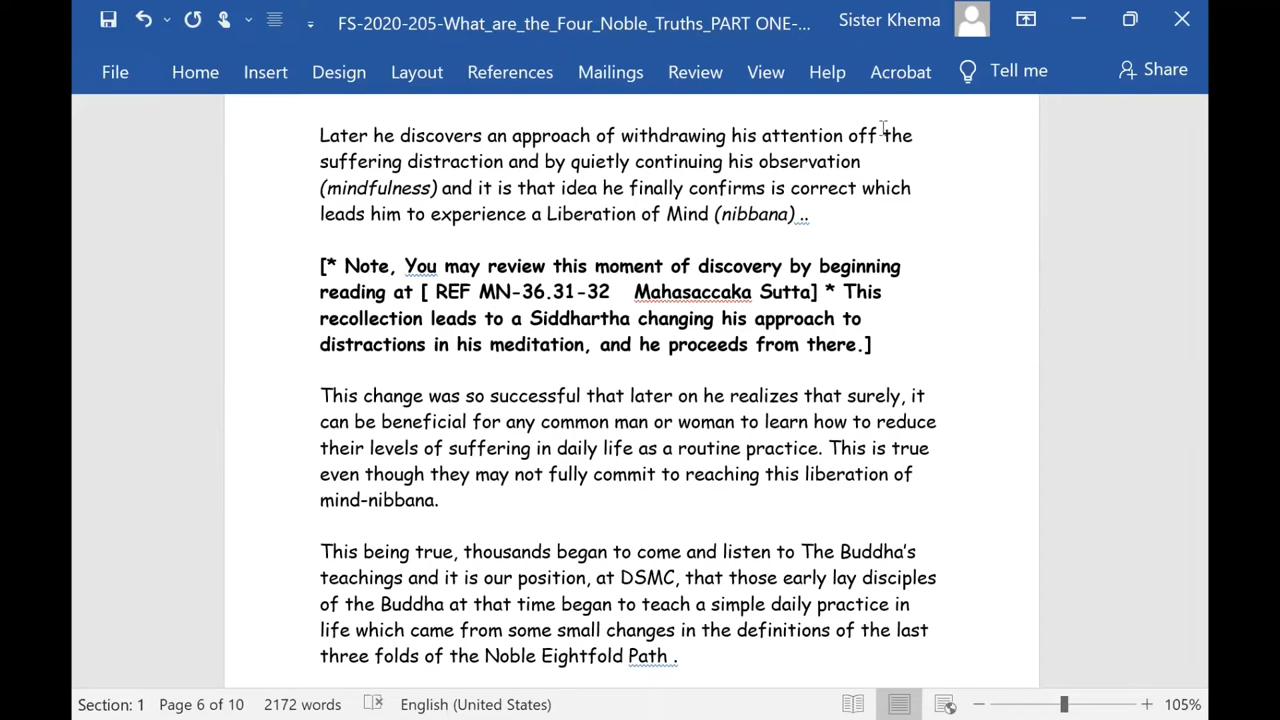 FS-2020-205-What_are_the_Four_Noble_Truths_PART ONE-... Sister Khema
File Home Insert Design Layout References Mailings Review View Help Acrobat Tell me Share
Later he discovers an approach of withdrawing his attention off the
suffering distraction and by quietly continuing his observation
(mindfulness) and it is that idea he finally confirms is correct which
leads him to experience a Liberation of Mind (nibbana) ..
[* Note, You may review this moment of discovery by beginning
reading at [ REF MN-36.31-32 Mahasaccaka Sutta] * This
recollection leads to a Siddhartha changing his approach to
distractions in his meditation, and he proceeds from there.]
This change was so successful that later on he realizes that surely, it
can be beneficial for any common man or woman to learn how to reduce
their levels of suffering in daily life as a routine practice. This is true
even though they may not fully commit to reaching this liberation of
mind-nibbana.
This being true, thousands began to come and listen to The Buddha's
teachings and it is our position, at DSMC, that those early lay disciples
of the Buddha at that time began to teach a simple daily practice in
life which came from some small changes in the definitions of the last
three folds of the Noble Eightfold Path .
Section: 1 Page 6 of 10 2172 words English (United States) 105%